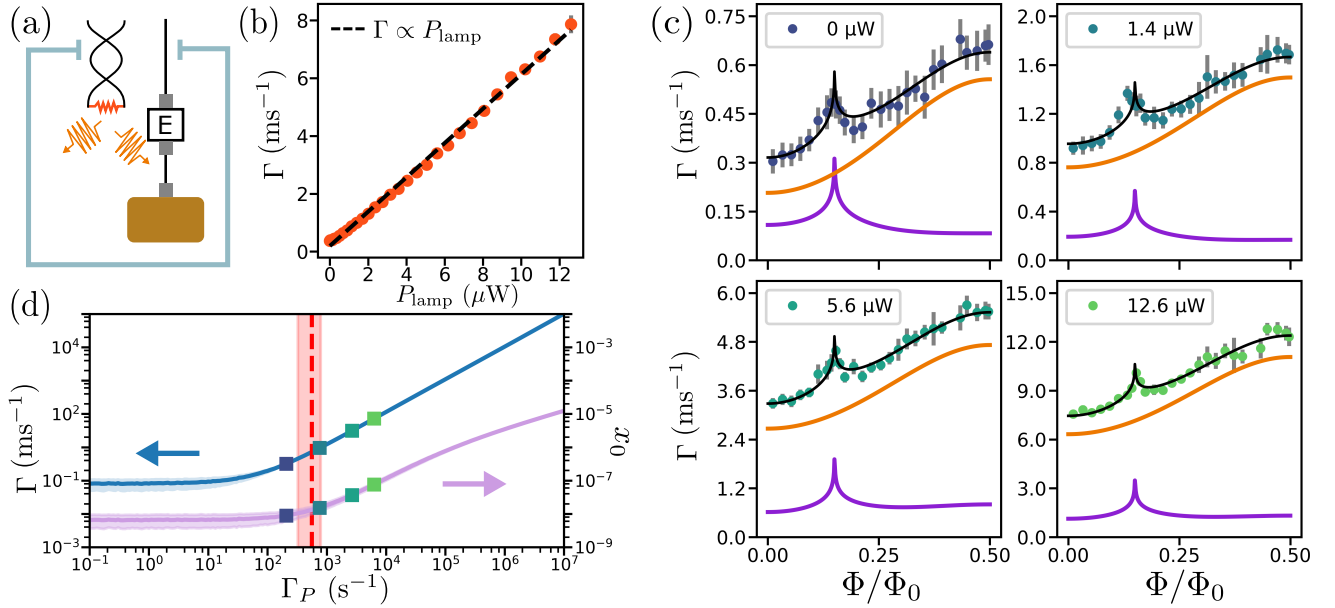 (a)
E
(b)
8
6
4
2
0
Γ (ms⁻¹)
Γ ∝ P_lamp
0 2 4 6 8 10 12
P_lamp (μW)
(c)
0.75
0.6
0.45
0.3
0.15
0.0
Γ (ms⁻¹)
0 μW
2.0
1.6
1.2
0.8
0.4
0.0
1.4 μW
6.0
4.8
3.6
2.4
1.2
0.0
Γ (ms⁻¹)
5.6 μW
0.00 0.25 0.50
Φ/Φ₀
15.0
12.0
9.0
6.0
3.0
0.0
12.6 μW
0.00 0.25 0.50
Φ/Φ₀
(d)
10⁴
10²
10⁻¹
10⁻³
Γ (ms⁻¹)
10⁻³
10⁻⁵
10⁻⁷
10⁻⁹
x₀
10⁻¹ 10⁰ 10¹ 10² 10³ 10⁴ 10⁵ 10⁶ 10⁷
Γ_P (s⁻¹)